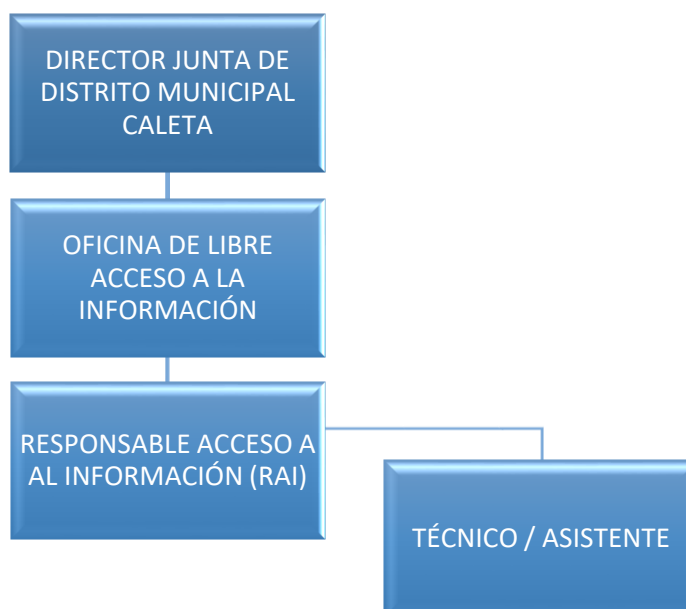 DIRECTOR JUNTA DE
DISTRITO MUNICIPAL
CALETA
OFICINA DE LIBRE
ACCESO A LA
INFORMACIÓN
RESPONSABLE ACCESO A
AL INFORMACIÓN (RAI)
TÉCNICO / ASISTENTE